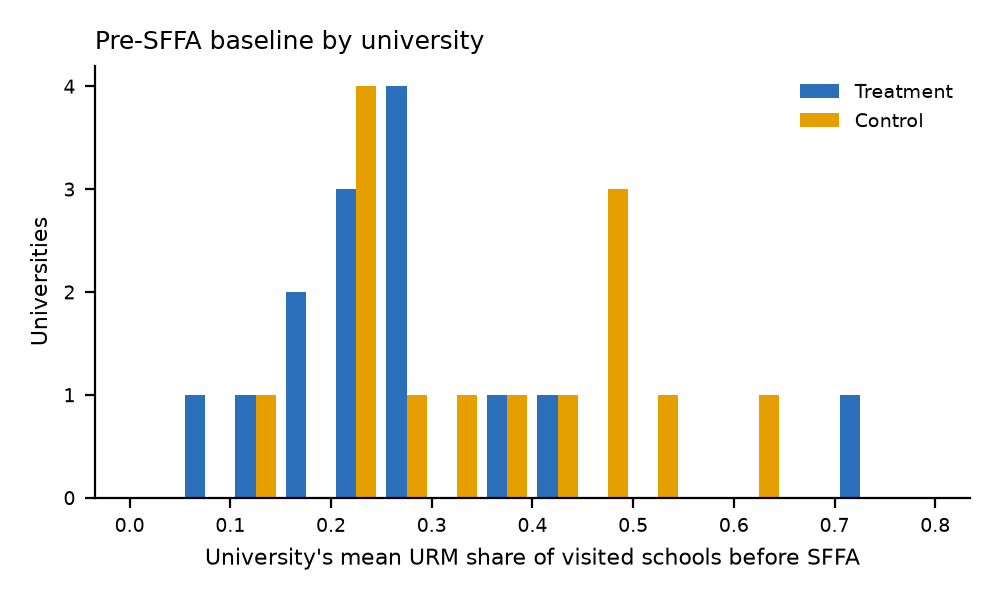 Pre-SFFA baseline by university
Treatment
Control
Universities
4
3
2
1
0
0.0 0.1 0.2 0.3 0.4 0.5 0.6 0.7 0.8
University's mean URM share of visited schools before SFFA